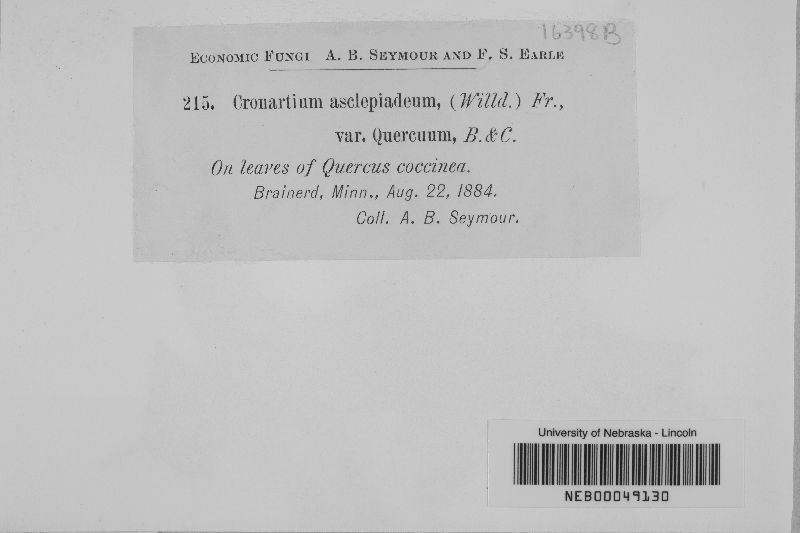 16398B
Economic Fungi A. B. Seymour and F. S. Earle
215. Cronartium asclepiadeum, (Willd.) Fr.,
var. Quercuum, B. & C.
On leaves of Quercus coccinea.
Brainerd, Minn., Aug. 22, 1884.
Coll. A. B. Seymour.
University of Nebraska - Lincoln
NEB00049130